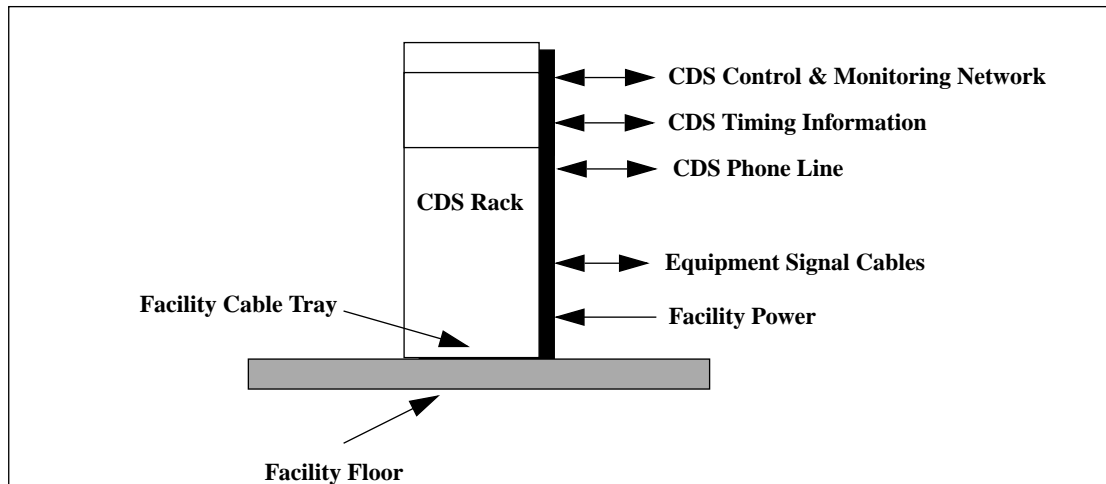 CDS Control & Monitoring Network
CDS Timing Information
CDS Phone Line
CDS Rack
Equipment Signal Cables
Facility Cable Tray
Facility Power
Facility Floor